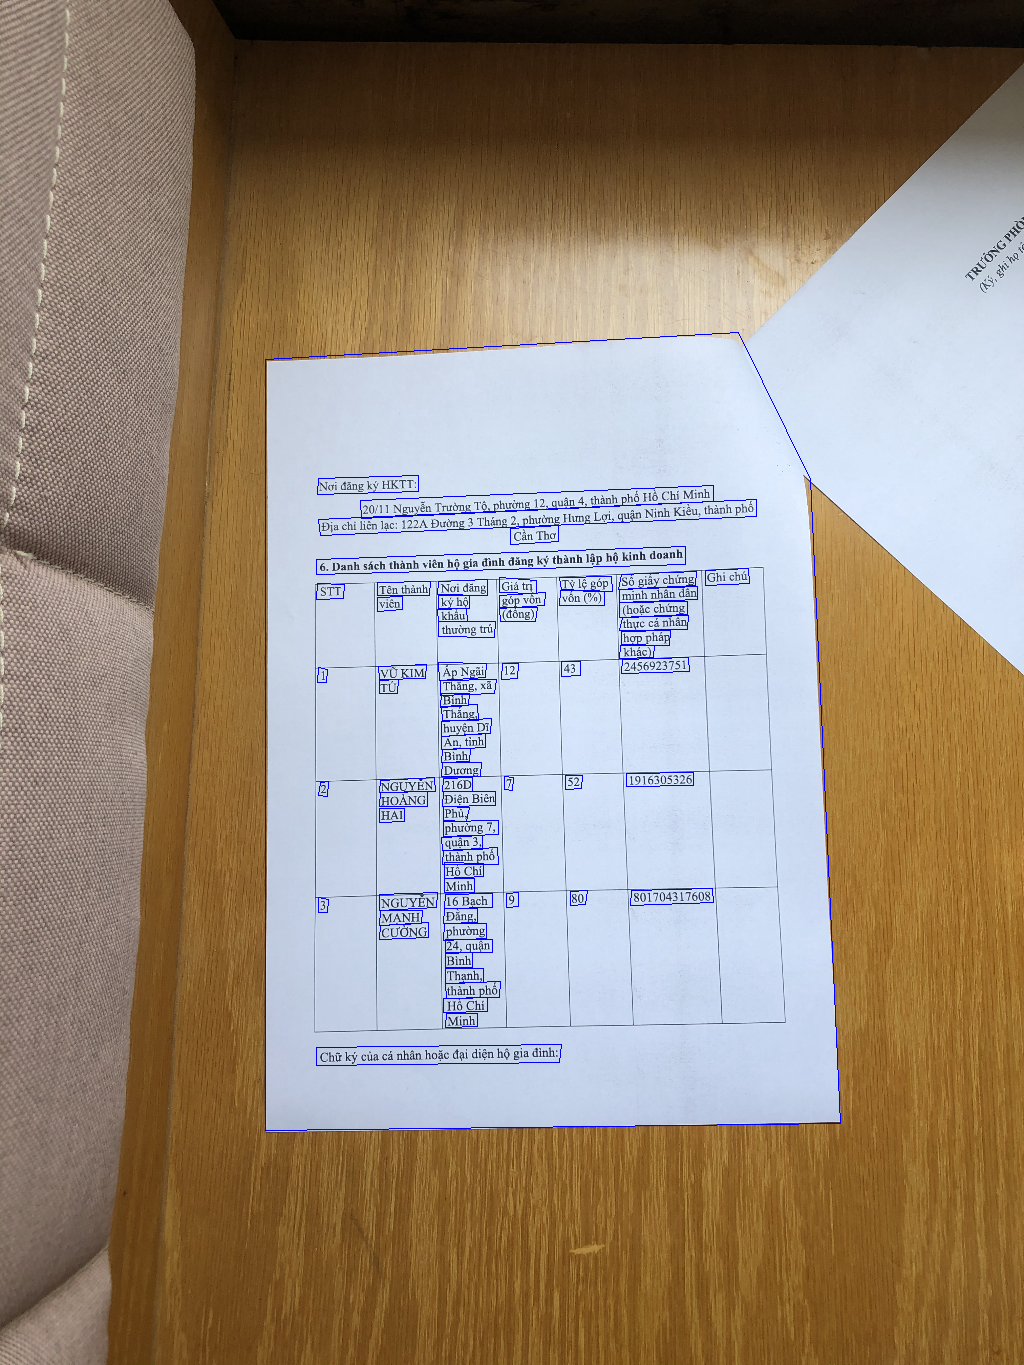 TRƯỞNG PHÒ
(Ký, ghi họ tê
Nơi đăng ký HKTT:
20/11 Nguyễn Trường Tộ, phường 12, quận 4, thành phố Hồ Chí Minh
Địa chỉ liên lạc: 122A Đường 3 Tháng 2, phường Hưng Lợi, quận Ninh Kiều, thành phố
Cần Thơ
6. Danh sách thành viên hộ gia đình đăng ký thành lập hộ kinh doanh
STT
Tên thành
viên
Nơi đăng
ký hộ
khẩu
thường trú
Giá trị
góp vốn
(đồng)
Tỷ lệ góp
vốn (%)
Số giấy chứng
minh nhân dân
(hoặc chứng
thực cá nhân
hợp pháp
khác)
Ghi chú
1
VŨ KIM
TỨ
Ấp Ngãi
Thắng, xã
Bình
Thắng,
huyện Dĩ
An, tỉnh
Bình
Dương
12
43
2456923751
2
NGUYỄN
HOÀNG
HẢI
216D
Điện Biên
Phủ,
phường 7,
quận 3,
thành phố
Hồ Chí
Minh
7
52
1916305326
3
NGUYỄN
MẠNH
CƯỜNG
16 Bạch
Đằng,
phường
24, quận
Bình
Thạnh,
thành phố
Hồ Chí
Minh
9
80
801704317608
Chữ ký của cá nhân hoặc đại diện hộ gia đình: